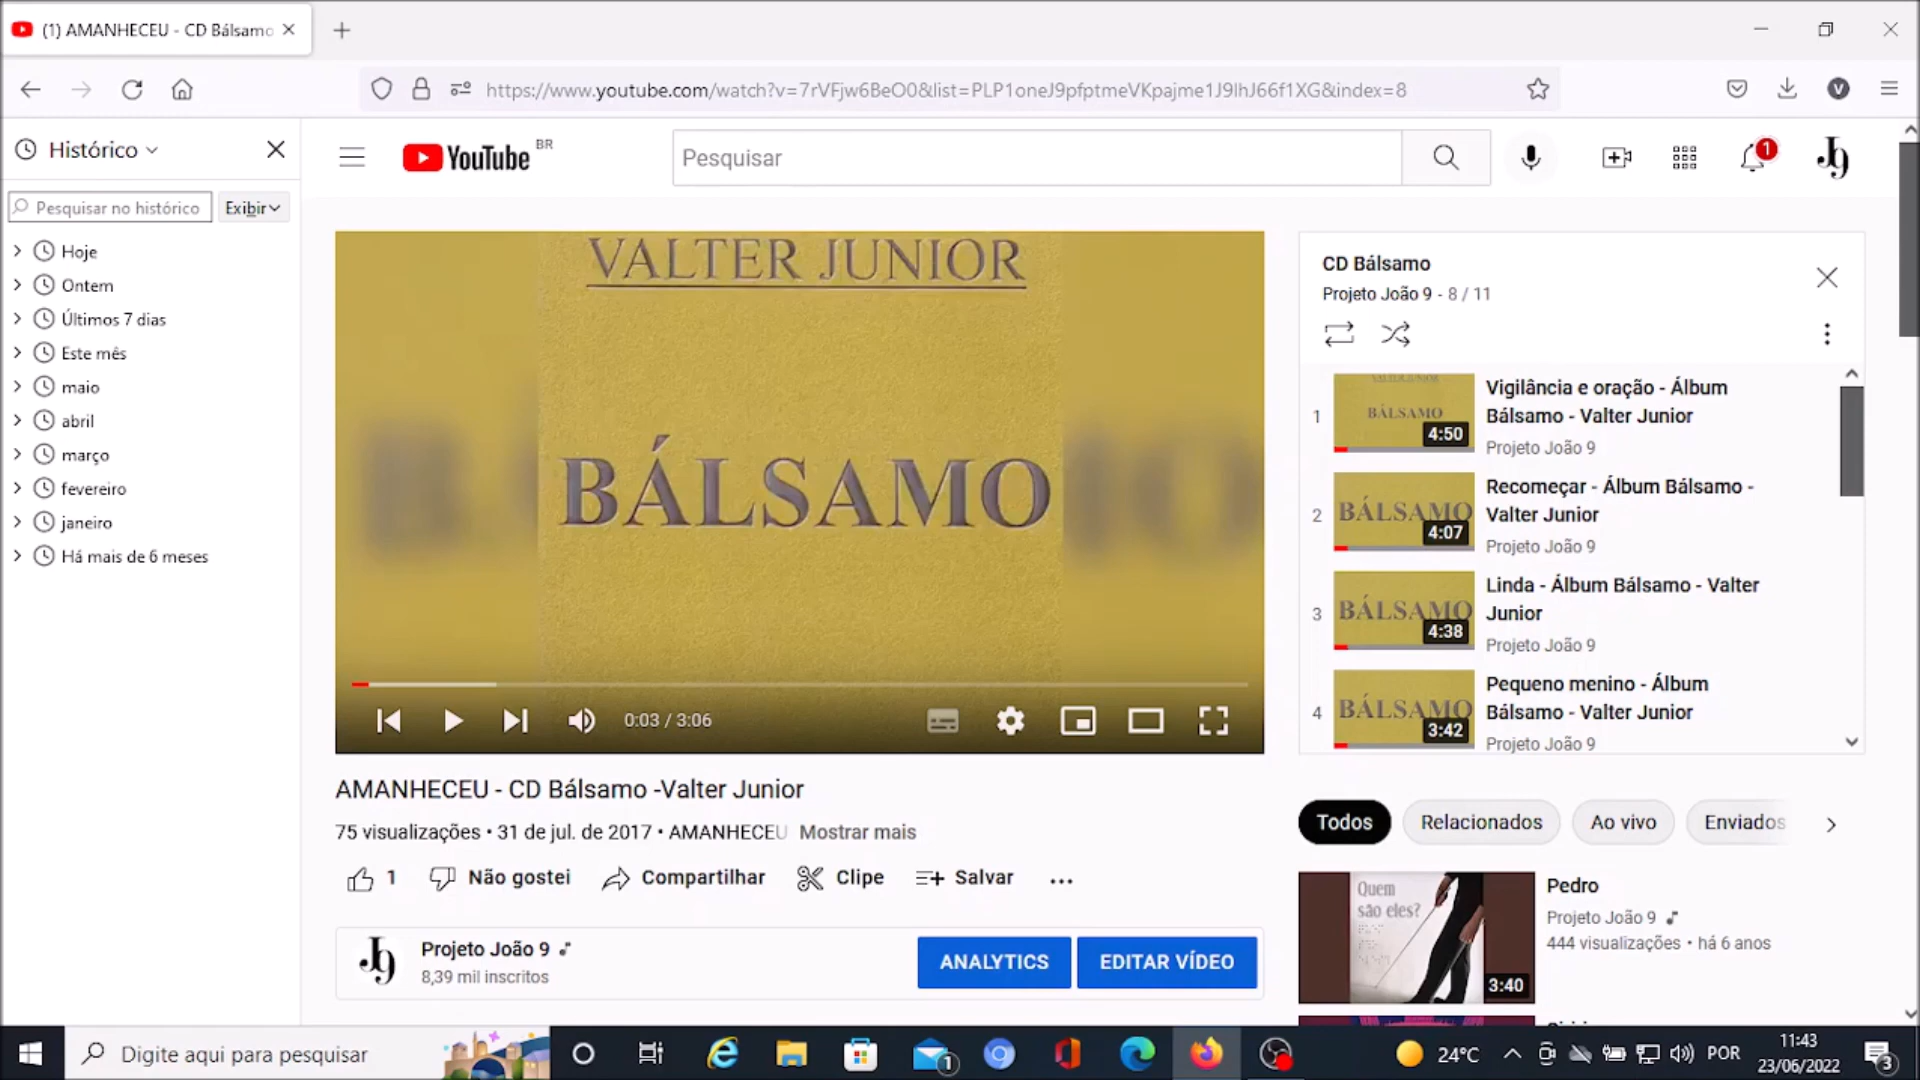 (1) AMANHECEU - CD Bálsamo
https://www.youtube.com/watch?v=7rVFjw6BeO0&list=PLP1oneJ9pfptmeVKpajme1J9lhJ66f1XG&index=8
V
Histórico
Pesquisar no histórico
Exibir
Hoje
Ontem
Últimos 7 dias
Este mês
maio
abril
março
fevereiro
janeiro
Há mais de 6 meses
YouTube BR
Pesquisar
1
J9
VALTER JUNIOR
BÁLSAMO
0:03 / 3:06
AMANHECEU - CD Bálsamo -Valter Junior
75 visualizações • 31 de jul. de 2017 • AMANHECEU Mostrar mais
1 Não gostei Compartilhar Clipe Salvar ...
J9
Projeto João 9
8,39 mil inscritos
ANALYTICS
EDITAR VÍDEO
CD Bálsamo
Projeto João 9 - 8 / 11
1
VALTER JUNIOR
BÁLSAMO
4:50
Vigilância e oração - Álbum
Bálsamo - Valter Junior
Projeto João 9
2
BÁLSAMO
4:07
Recomeçar - Álbum Bálsamo -
Valter Junior
Projeto João 9
3
BÁLSAMO
4:38
Linda - Álbum Bálsamo - Valter
Junior
Projeto João 9
4
BÁLSAMO
3:42
Pequeno menino - Álbum
Bálsamo - Valter Junior
Projeto João 9
Todos
Relacionados
Ao vivo
Enviados
Quem
são eles?
3:40
Pedro
Projeto João 9
444 visualizações • há 6 anos
Digite aqui para pesquisar
1
24°C
POR
11:43
23/06/2022
3